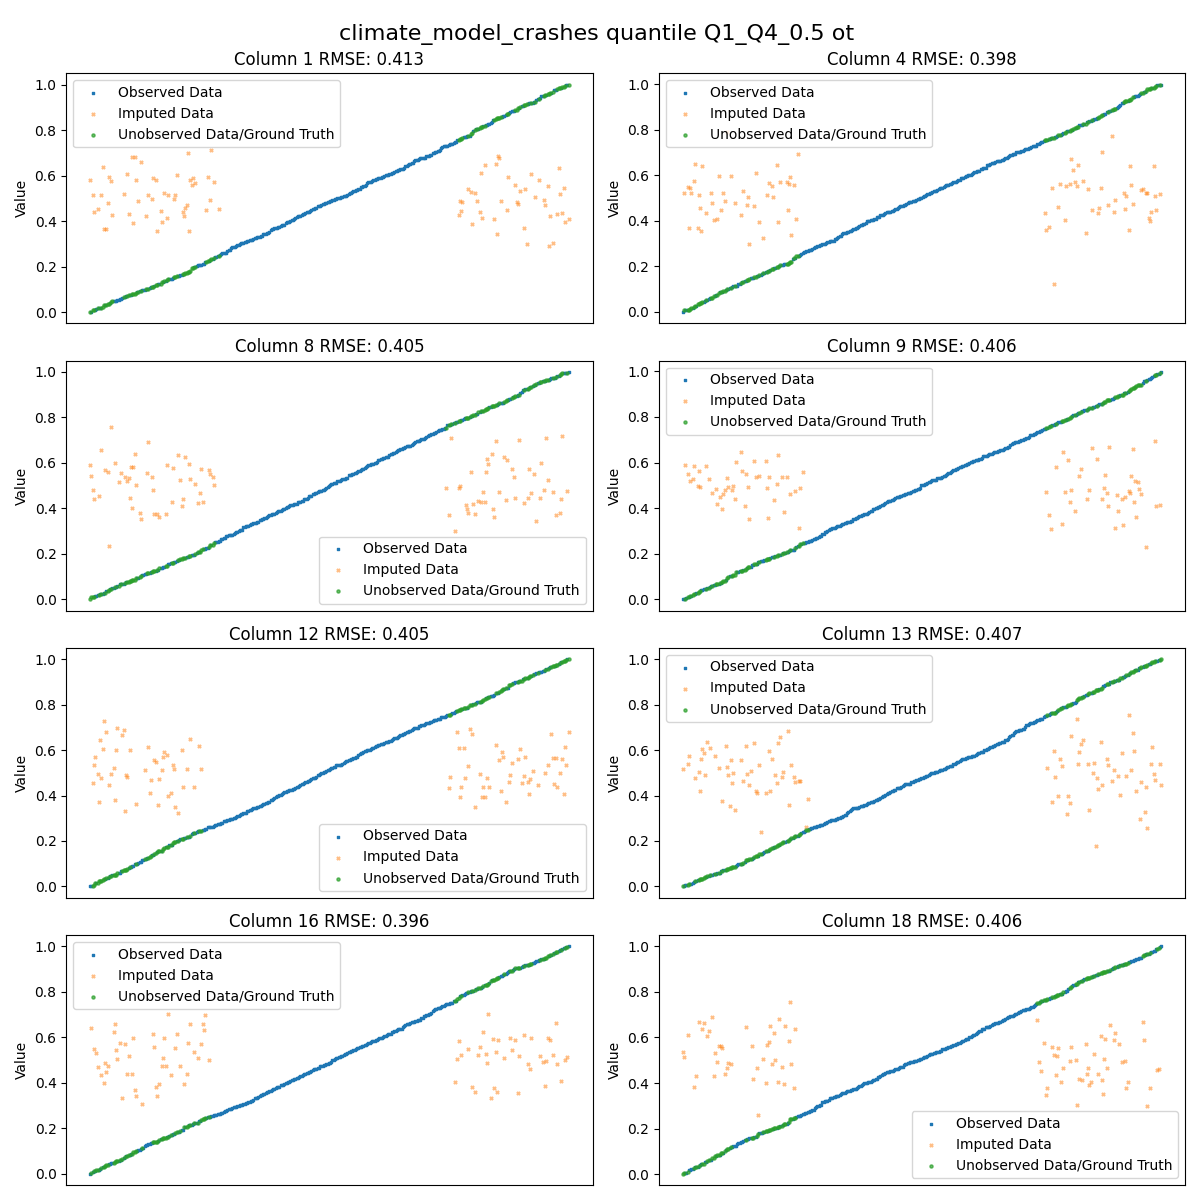 climate_model_crashes quantile Q1_Q4_0.5 ot
Column 1 RMSE: 0.413
1.0
0.8
0.6
0.4
0.2
0.0
Value
Observed Data
Imputed Data
Unobserved Data/Ground Truth
Column 4 RMSE: 0.398
1.0
0.8
0.6
0.4
0.2
0.0
Value
Observed Data
Imputed Data
Unobserved Data/Ground Truth
Column 8 RMSE: 0.405
1.0
0.8
0.6
0.4
0.2
0.0
Value
Observed Data
Imputed Data
Unobserved Data/Ground Truth
Column 9 RMSE: 0.406
1.0
0.8
0.6
0.4
0.2
0.0
Value
Observed Data
Imputed Data
Unobserved Data/Ground Truth
Column 12 RMSE: 0.405
1.0
0.8
0.6
0.4
0.2
0.0
Value
Observed Data
Imputed Data
Unobserved Data/Ground Truth
Column 13 RMSE: 0.407
1.0
0.8
0.6
0.4
0.2
0.0
Value
Observed Data
Imputed Data
Unobserved Data/Ground Truth
Column 16 RMSE: 0.396
1.0
0.8
0.6
0.4
0.2
0.0
Value
Observed Data
Imputed Data
Unobserved Data/Ground Truth
Column 18 RMSE: 0.406
1.0
0.8
0.6
0.4
0.2
0.0
Value
Observed Data
Imputed Data
Unobserved Data/Ground Truth